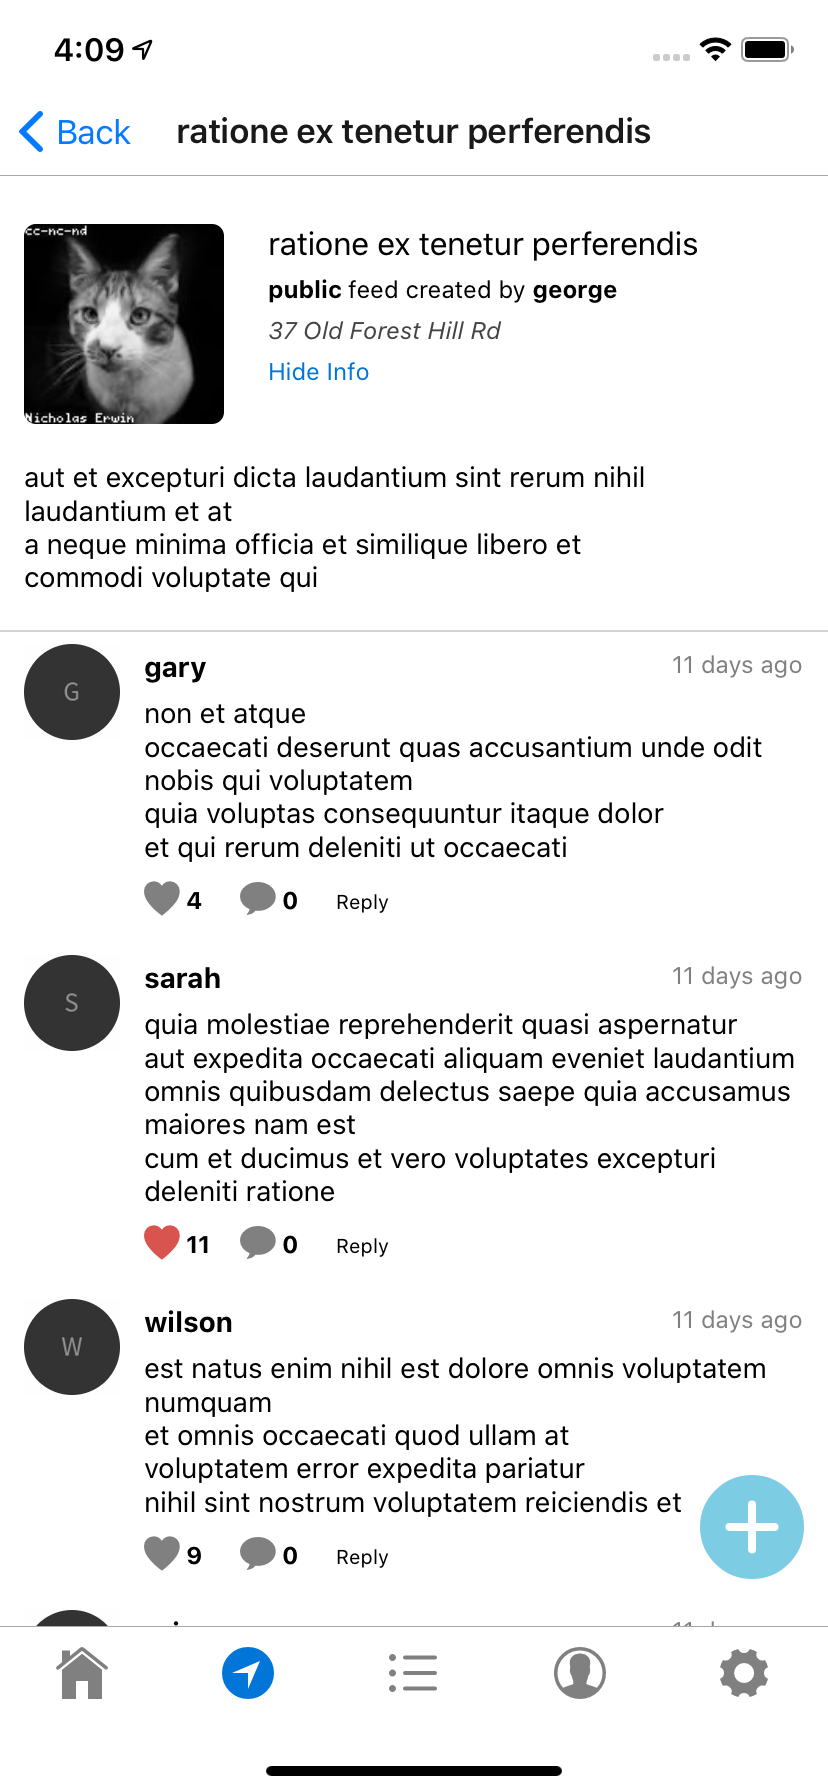 4:09
Back
ratione ex tenetur perferendis
cc-nc-nd
Nicholas Erwin
ratione ex tenetur perferendis
public feed created by george
37 Old Forest Hill Rd
Hide Info
aut et excepturi dicta laudantium sint rerum nihil
laudantium et at
a neque minima officia et similique libero et
commodi voluptate qui
G
gary
11 days ago
non et atque
occaecati deserunt quas accusantium unde odit
nobis qui voluptatem
quia voluptas consequuntur itaque dolor
et qui rerum deleniti ut occaecati
4
0
Reply
S
sarah
11 days ago
quia molestiae reprehenderit quasi aspernatur
aut expedita occaecati aliquam eveniet laudantium
omnis quibusdam delectus saepe quia accusamus
maiores nam est
cum et ducimus et vero voluptates excepturi
deleniti ratione
11
0
Reply
W
wilson
11 days ago
est natus enim nihil est dolore omnis voluptatem
numquam
et omnis occaecati quod ullam at
voluptatem error expedita pariatur
nihil sint nostrum voluptatem reiciendis et
9
0
Reply